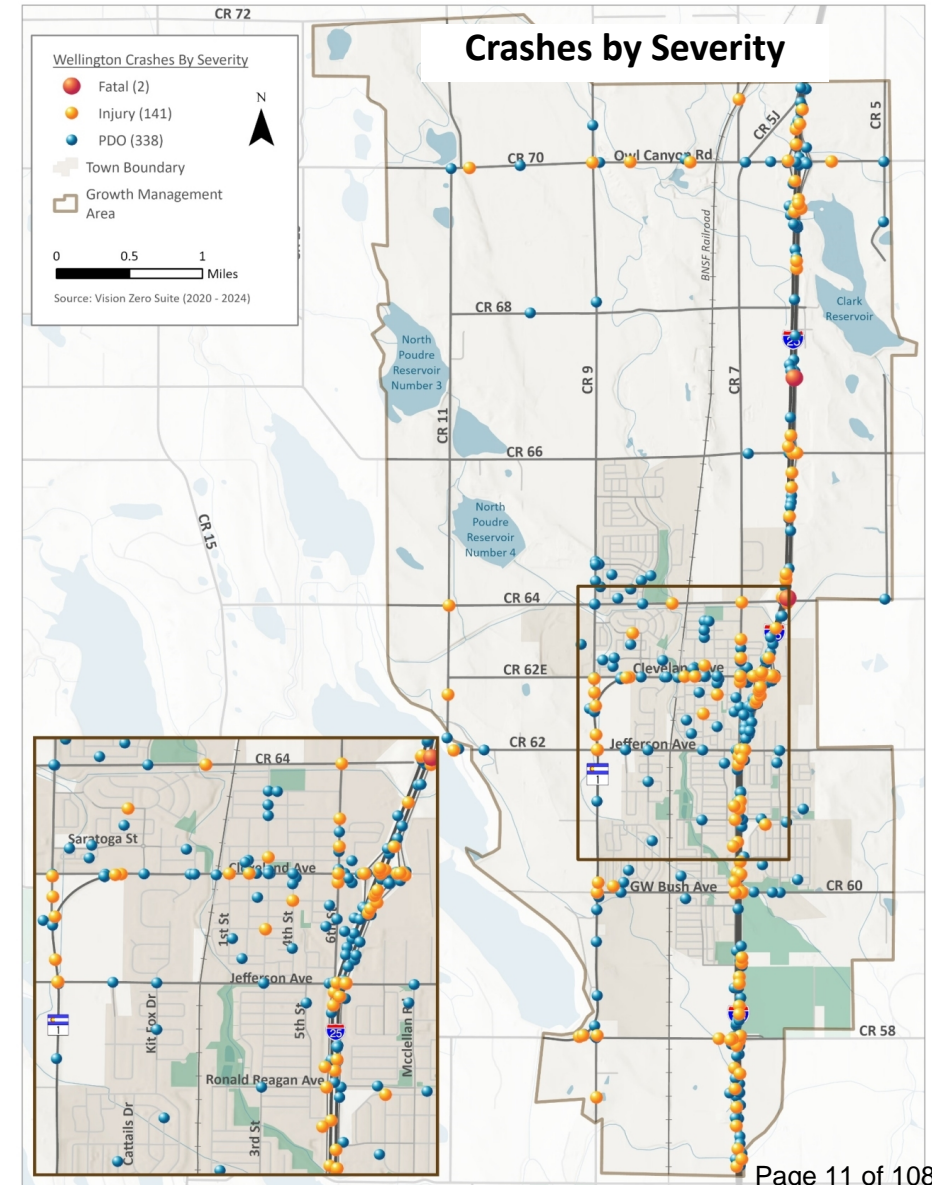 CR 72
Crashes by Severity
Wellington Crashes By Severity
Fatal (2)
Injury (141)
PDO (338)
Town Boundary
Growth Management
Area
N
0 0.5 1
Miles
Source: Vision Zero Suite (2020 - 2024)
CR 5J
CR 5
CR 70
Owl Canyon Rd
BNSF Railroad
Clark
Reservoir
CR 68
25
North
Poudre
Reservoir
Number 3
CR 9
CR 7
CR 11
CR 66
North
Poudre
Reservoir
Number 4
CR 15
CR 64
CR 62E
Cleveland Ave
CR 62
Jefferson Ave
1
GW Bush Ave
CR 60
CR 58
CR 64
Saratoga St
Cleveland Ave
1st St
4th St
6th St
Jefferson Ave
Kit Fox Dr
5th St
25
Mcclellan Rd
1
Ronald Reagan Ave
Cattails Dr
3rd St
Page 11 of 108